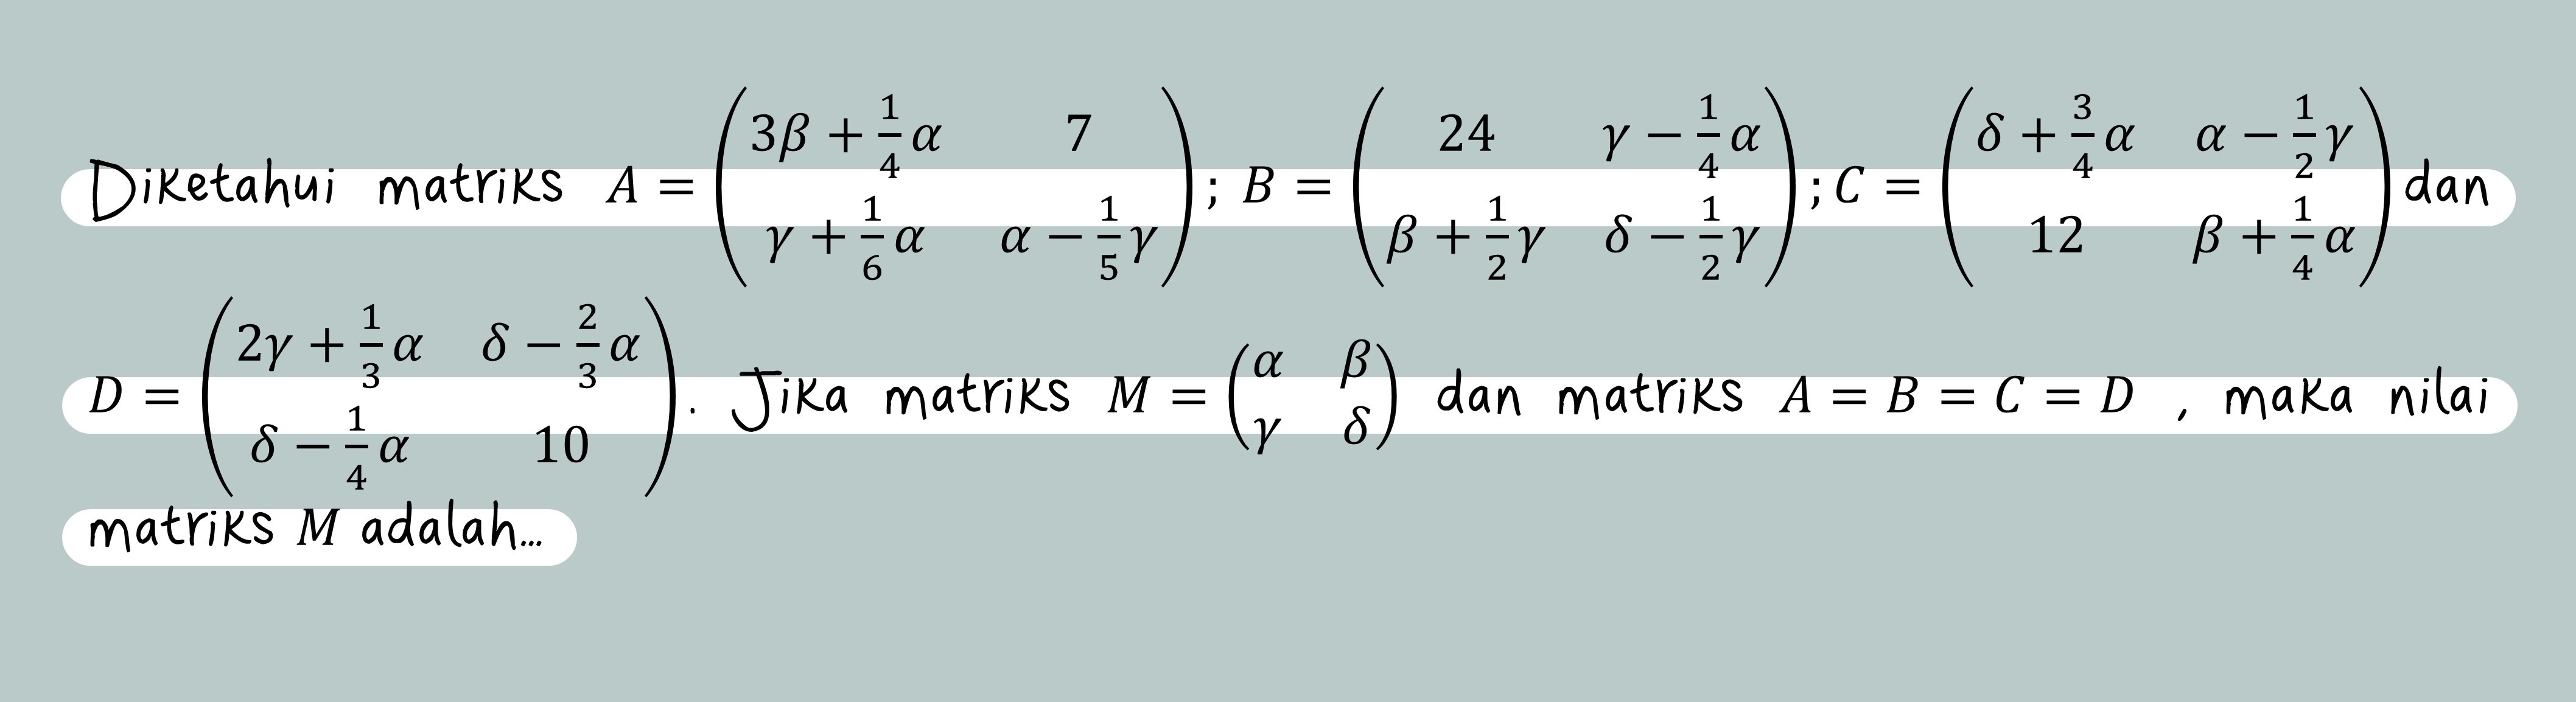 Diketahui matriks $A = \begin{pmatrix} 3\beta + \frac{1}{4}\alpha & 7 \\ \gamma + \frac{1}{6}\alpha & \alpha - \frac{1}{5}\gamma \end{pmatrix}$; $B = \begin{pmatrix} 24 & \gamma - \frac{1}{4}\alpha \\ \beta + \frac{1}{2}\gamma & \delta - \frac{1}{2}\gamma \end{pmatrix}$; $C = \begin{pmatrix} \delta + \frac{3}{4}\alpha & \alpha - \frac{1}{2}\gamma \\ 12 & \beta + \frac{1}{4}\alpha \end{pmatrix}$ dan
$D = \begin{pmatrix} 2\gamma + \frac{1}{3}\alpha & \delta - \frac{2}{3}\alpha \\ \delta - \frac{1}{4}\alpha & 10 \end{pmatrix}$. Jika matriks $M = \begin{pmatrix} \alpha & \beta \\ \gamma & \delta \end{pmatrix}$ dan matriks $A = B = C = D$ , maka nilai
matriks $M$ adalah...